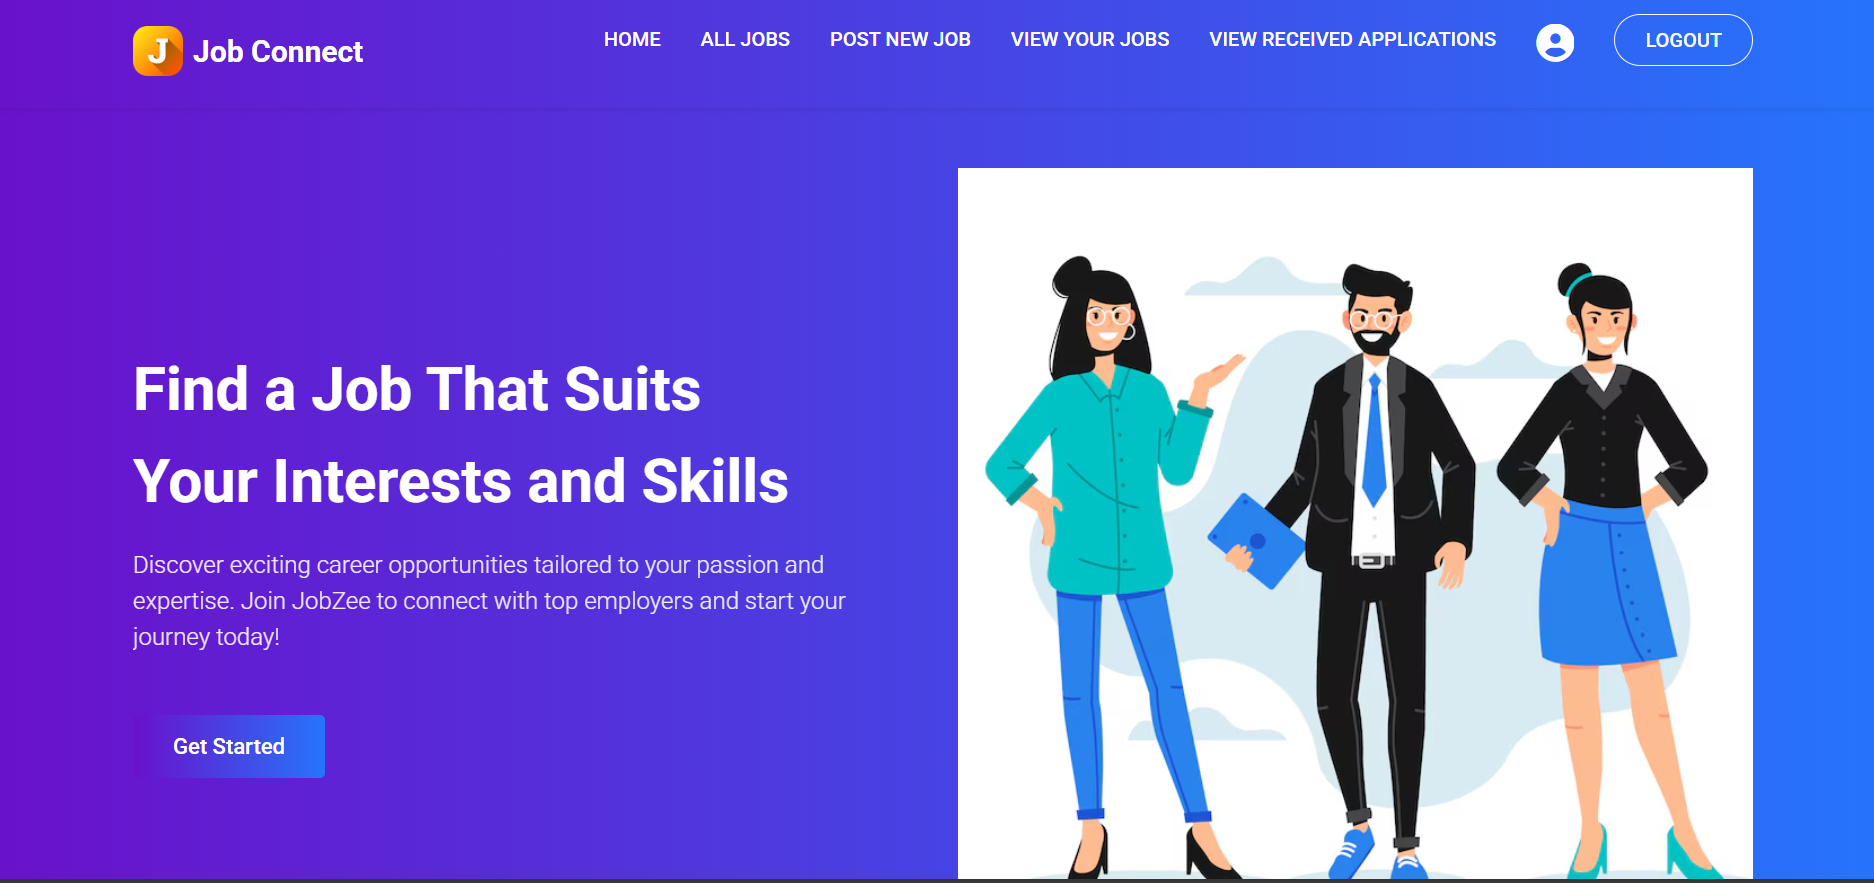 J Job Connect
HOME ALL JOBS POST NEW JOB VIEW YOUR JOBS VIEW RECEIVED APPLICATIONS LOGOUT
Find a Job That Suits
Your Interests and Skills
Discover exciting career opportunities tailored to your passion and
expertise. Join JobZee to connect with top employers and start your
journey today!
Get Started